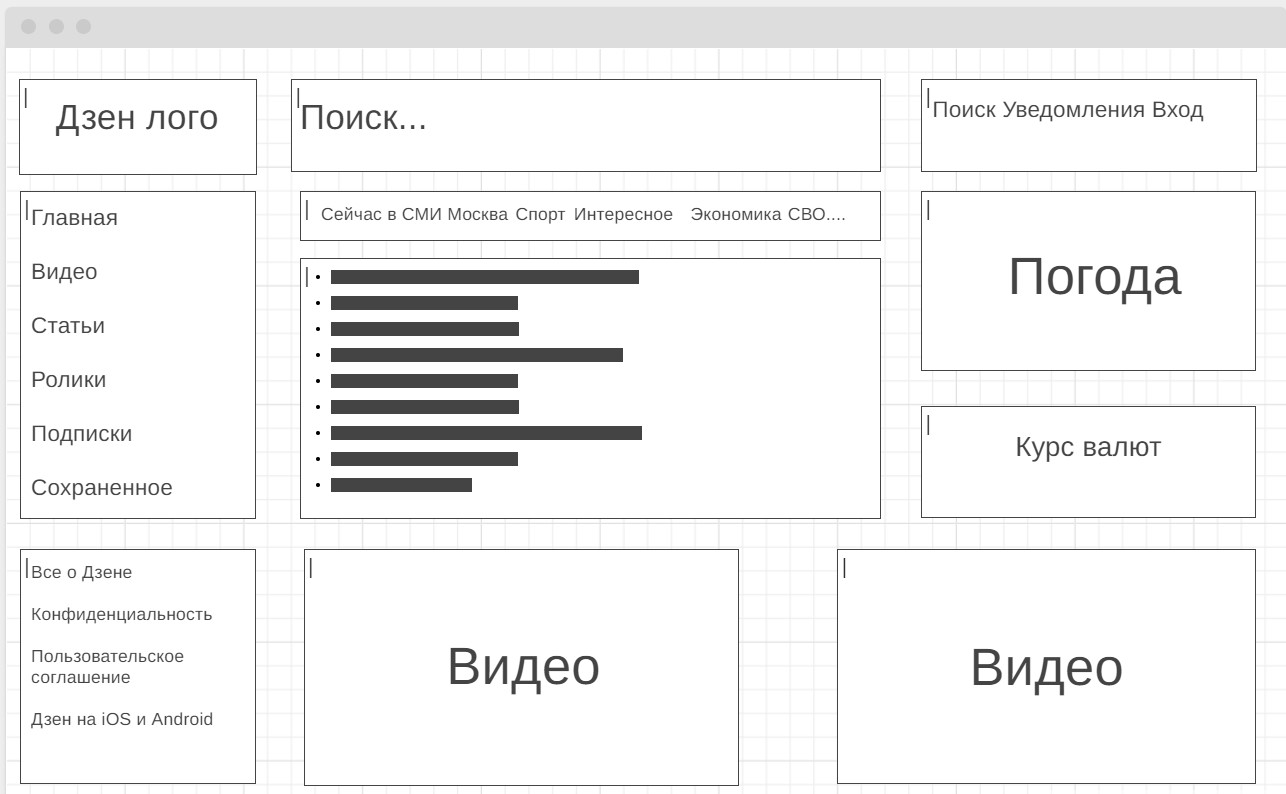 Дзен лого
Поиск...
Поиск Уведомления Вход
Главная
Видео
Статьи
Ролики
Подписки
Сохраненное
Сейчас в СМИ Москва Спорт Интересное Экономика СВО....
Погода
Курс валют
Все о Дзене
Конфиденциальность
Пользовательское
соглашение
Дзен на iOS и Android
Видео
Видео